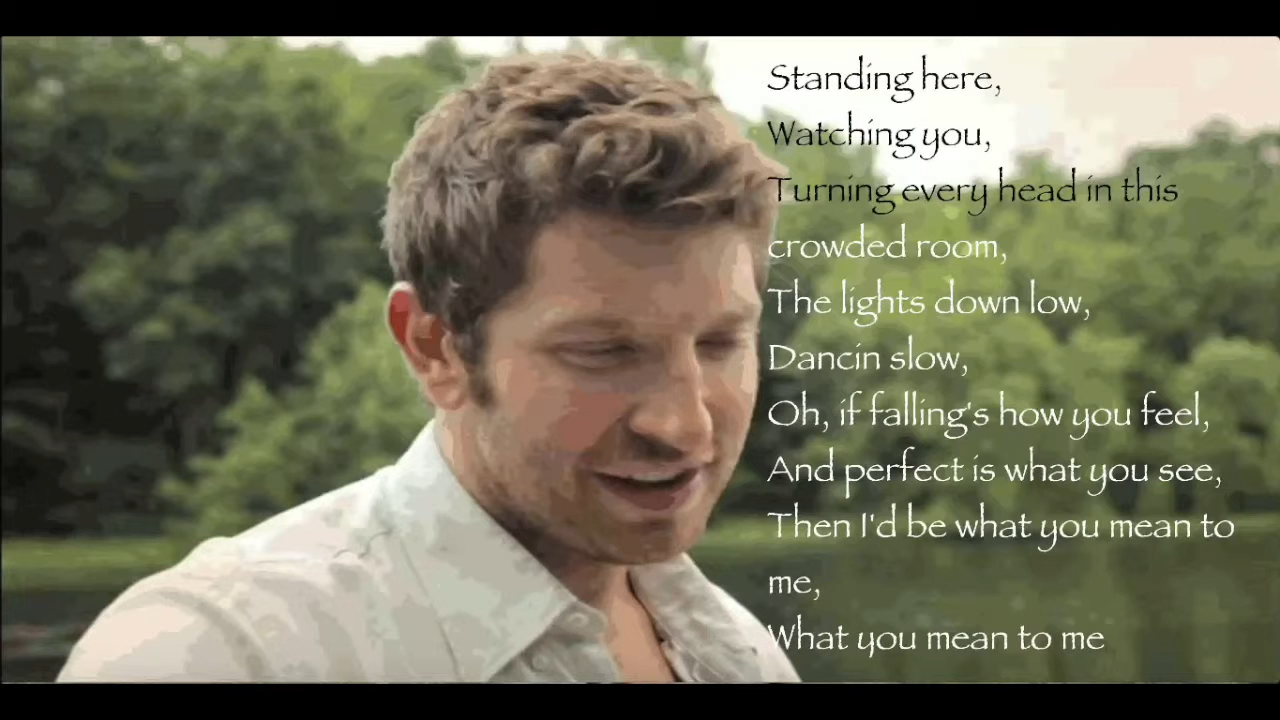 Standing here,
Watching you,
Turning every head in this
crowded room,
The lights down low,
Dancin slow,
Oh, if falling's how you feel,
And perfect is what you see,
Then I'd be what you mean to
me,
What you mean to me